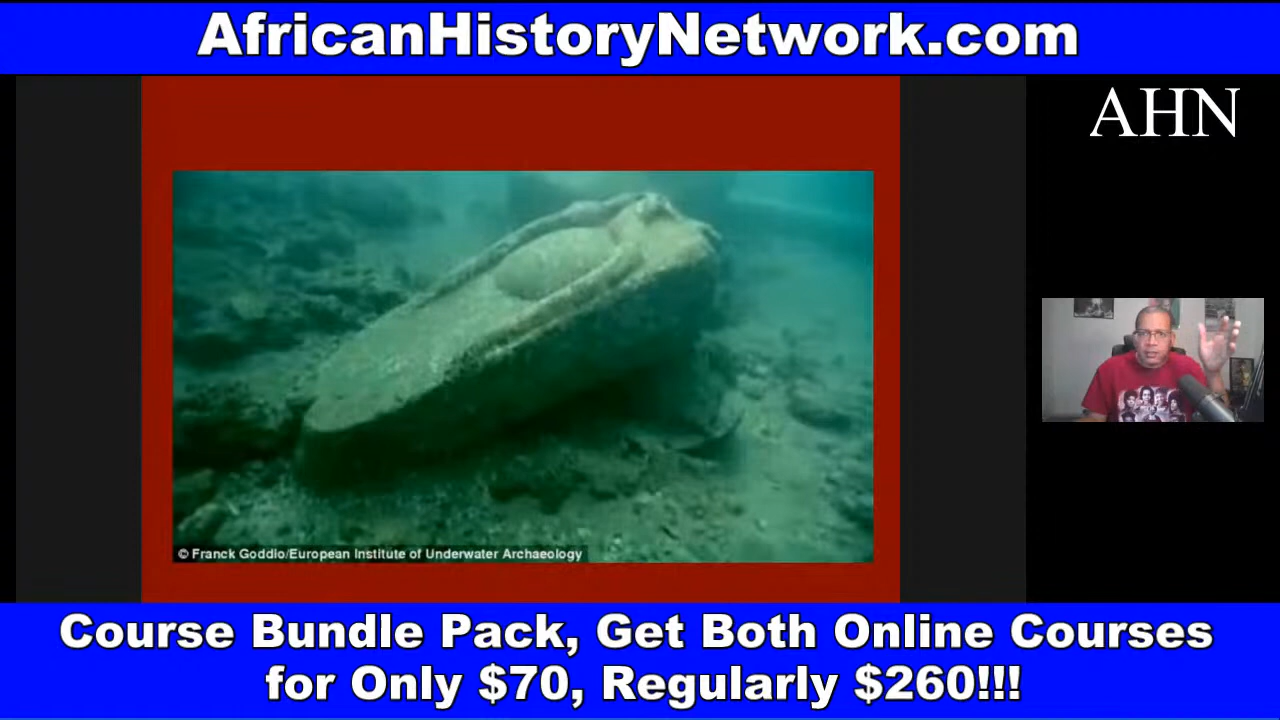 AfricanHistoryNetwork.com
AHN
© Franck Goddio/European Institute of Underwater Archaeology
Course Bundle Pack, Get Both Online Courses
for Only $70, Regularly $260!!!